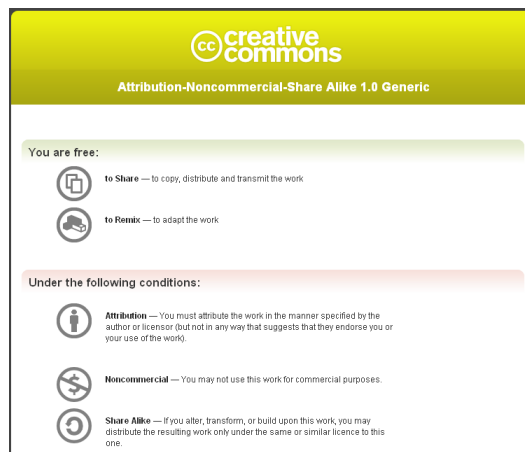 cc creative
commons
Attribution-Noncommercial-Share Alike 1.0 Generic
You are free:
to Share — to copy, distribute and transmit the work
to Remix — to adapt the work
Under the following conditions:
Attribution — You must attribute the work in the manner specified by the
author or licensor (but not in any way that suggests that they endorse you or
your use of the work).
Noncommercial — You may not use this work for commercial purposes.
Share Alike — If you alter, transform, or build upon this work, you may
distribute the resulting work only under the same or similar licence to this
one.